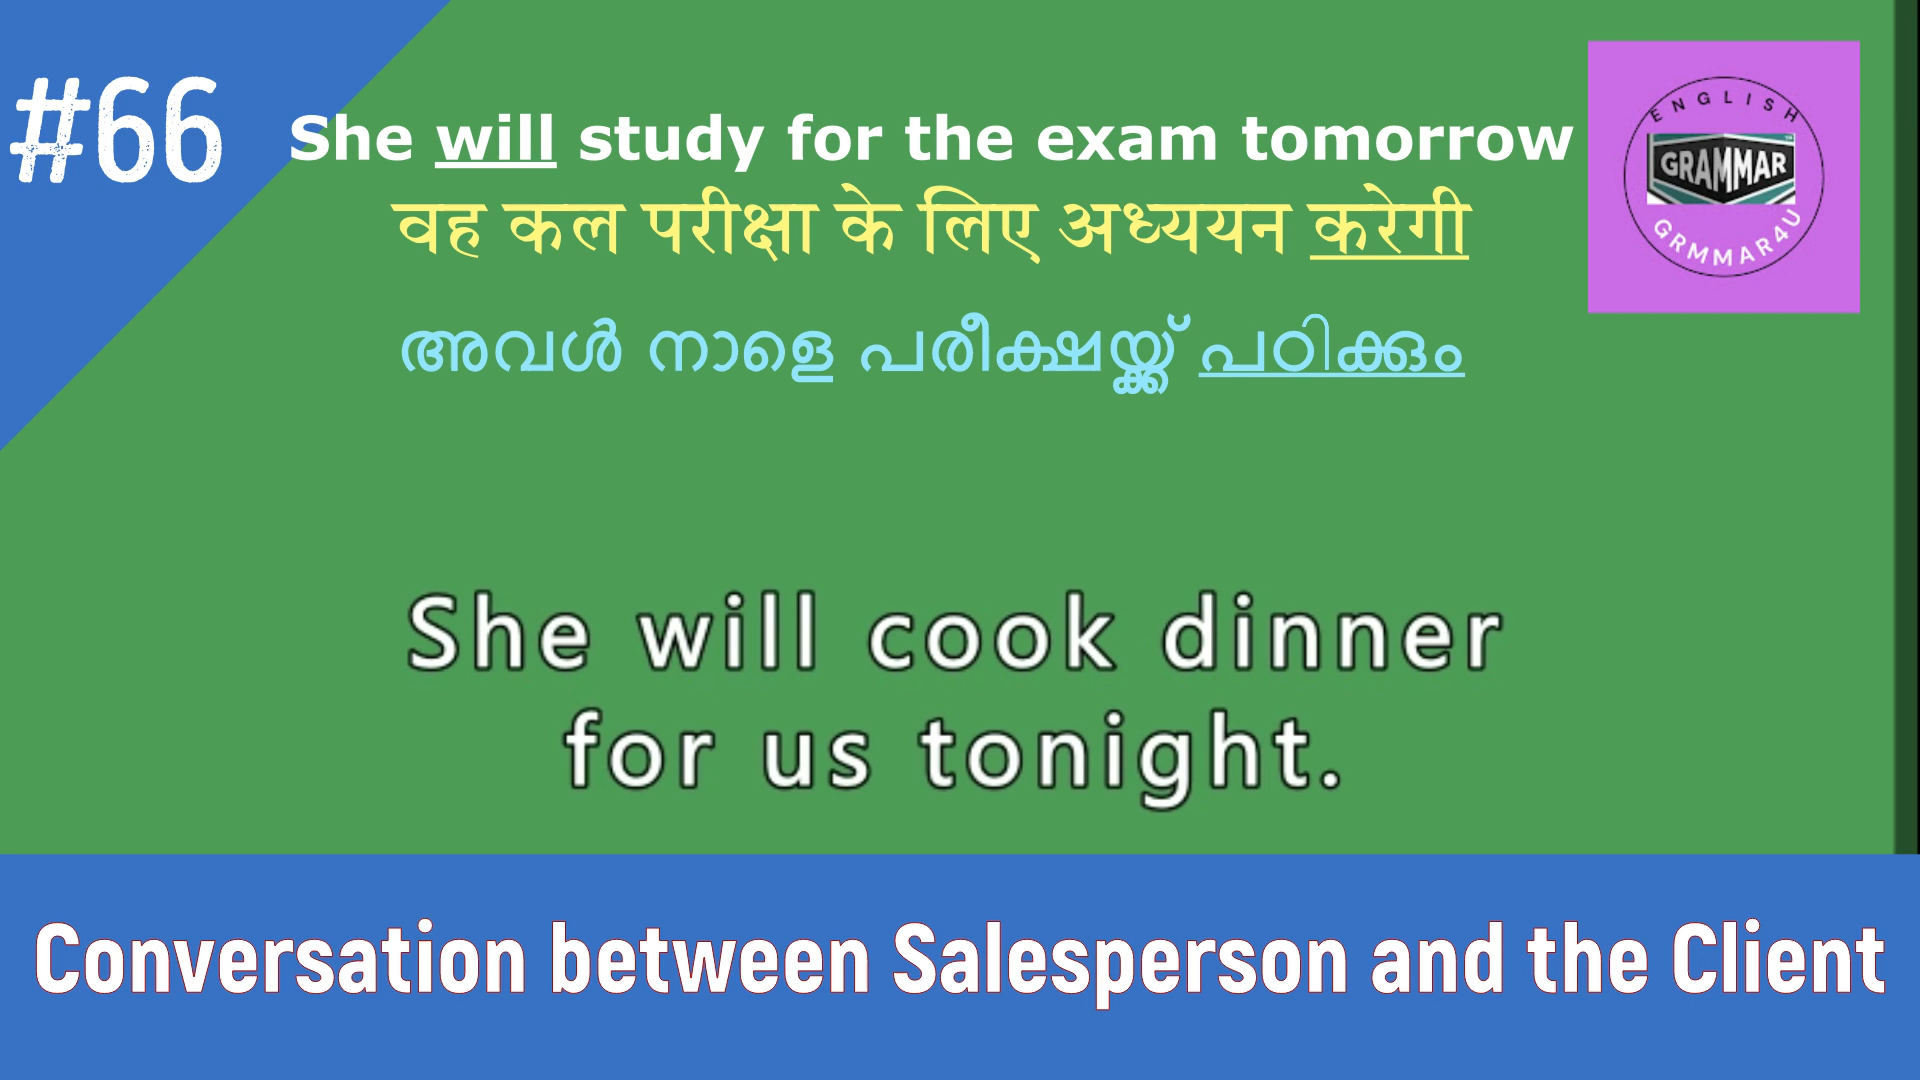 #66
She will study for the exam tomorrow
वह कल परीक्षा के लिए अध्ययन करेगी
അവൾ നാളെ പരീക്ഷയ്ക്ക് പഠിക്കും
ENGLISH
GRAMMAR
GRMMAR4U
She will cook dinner
for us tonight.
Conversation between Salesperson and the Client